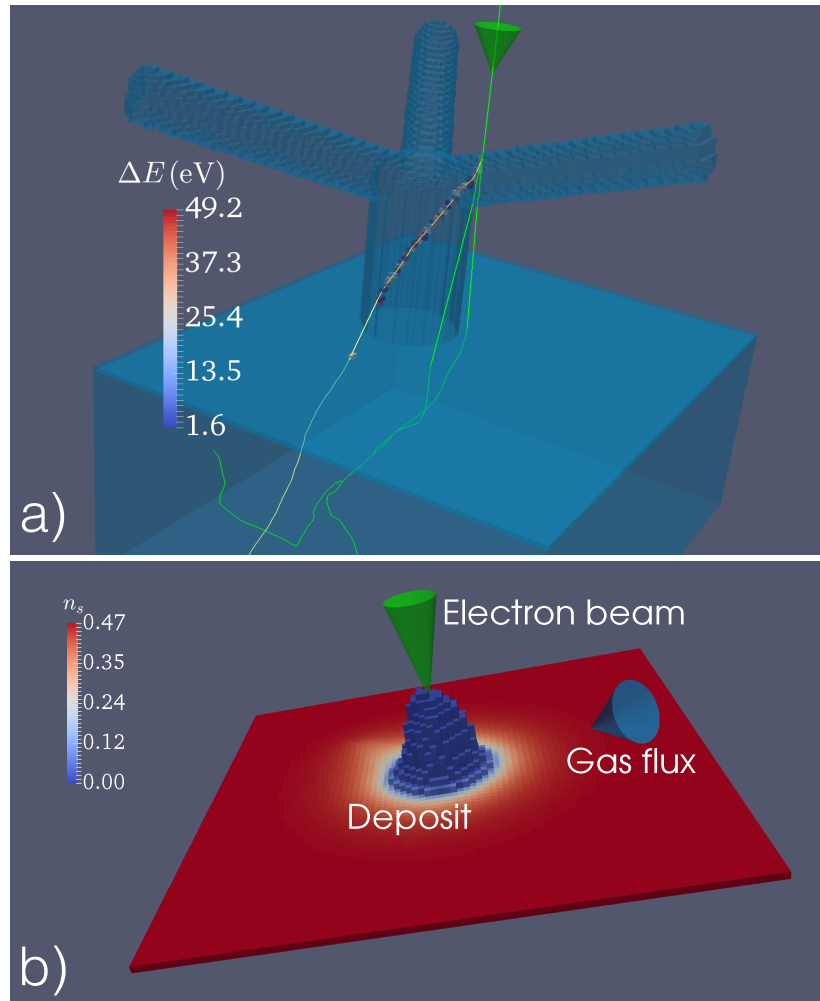 ΔE (eV)
49.2
37.3
25.4
13.5
1.6
a)
n_s
0.47
0.35
0.24
0.12
0.00
Electron beam
Gas flux
Deposit
b)